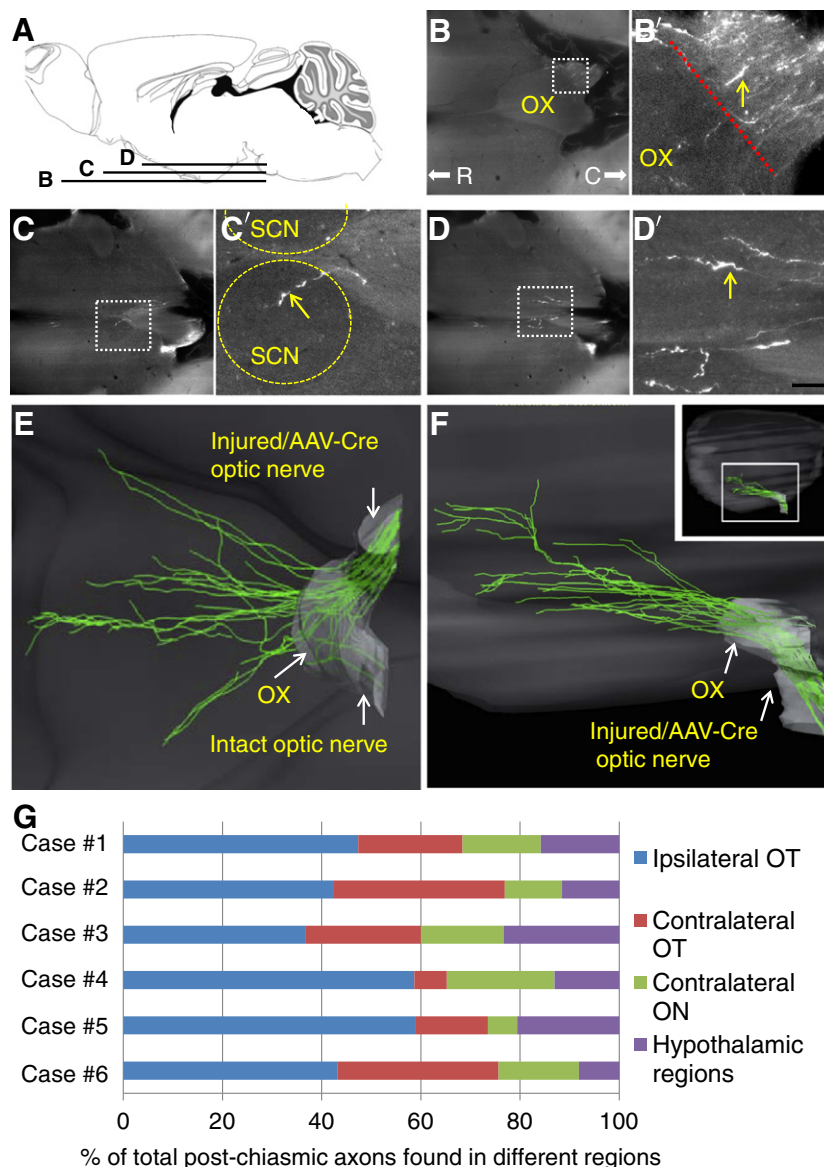 A
D
C
B
B
OX
R
C
B′
OX
C
C′
SCN
SCN
D
D′
E
Injured/AAV-Cre
optic nerve
OX
Intact optic nerve
F
OX
Injured/AAV-Cre
optic nerve
G
Case #1
Case #2
Case #3
Case #4
Case #5
Case #6
0 20 40 60 80 100
% of total post-chiasmic axons found in different regions
Ipsilateral OT
Contralateral
OT
Contralateral
ON
Hypothalamic
regions